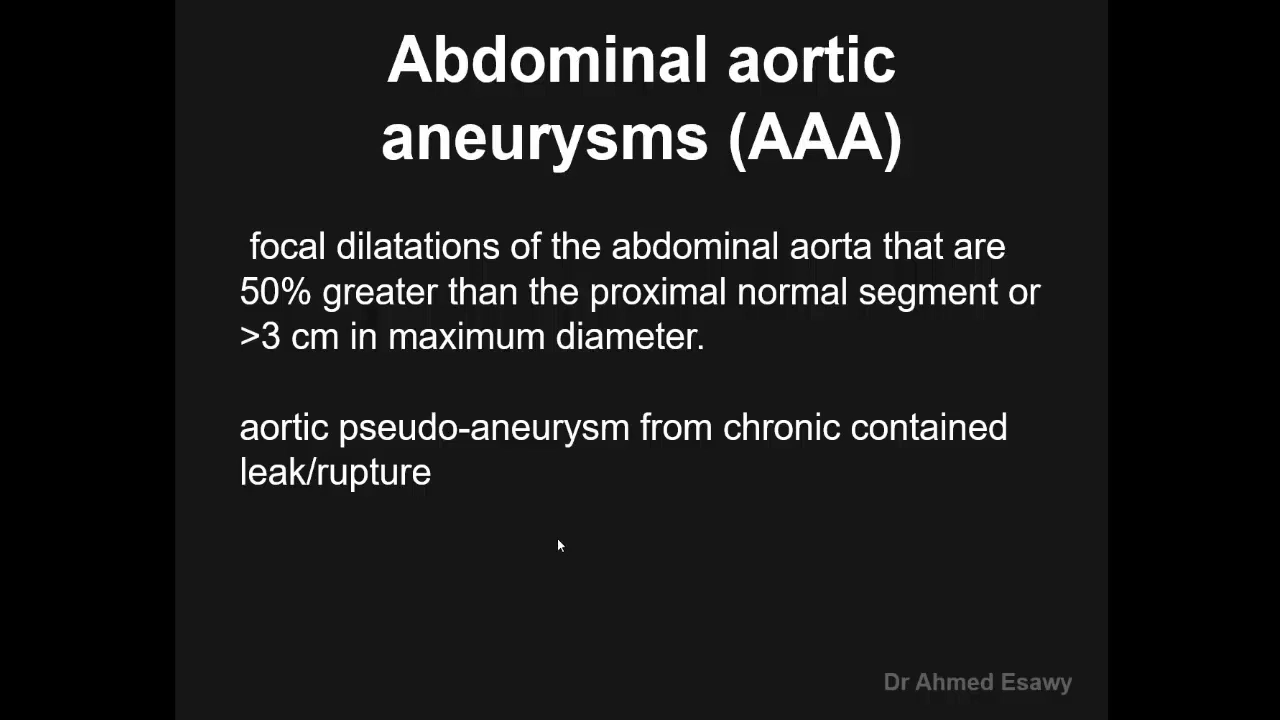 Abdominal aortic
aneurysms (AAA)
focal dilatations of the abdominal aorta that are
50% greater than the proximal normal segment or
>3 cm in maximum diameter.
aortic pseudo-aneurysm from chronic contained
leak/rupture
Dr Ahmed Esawy